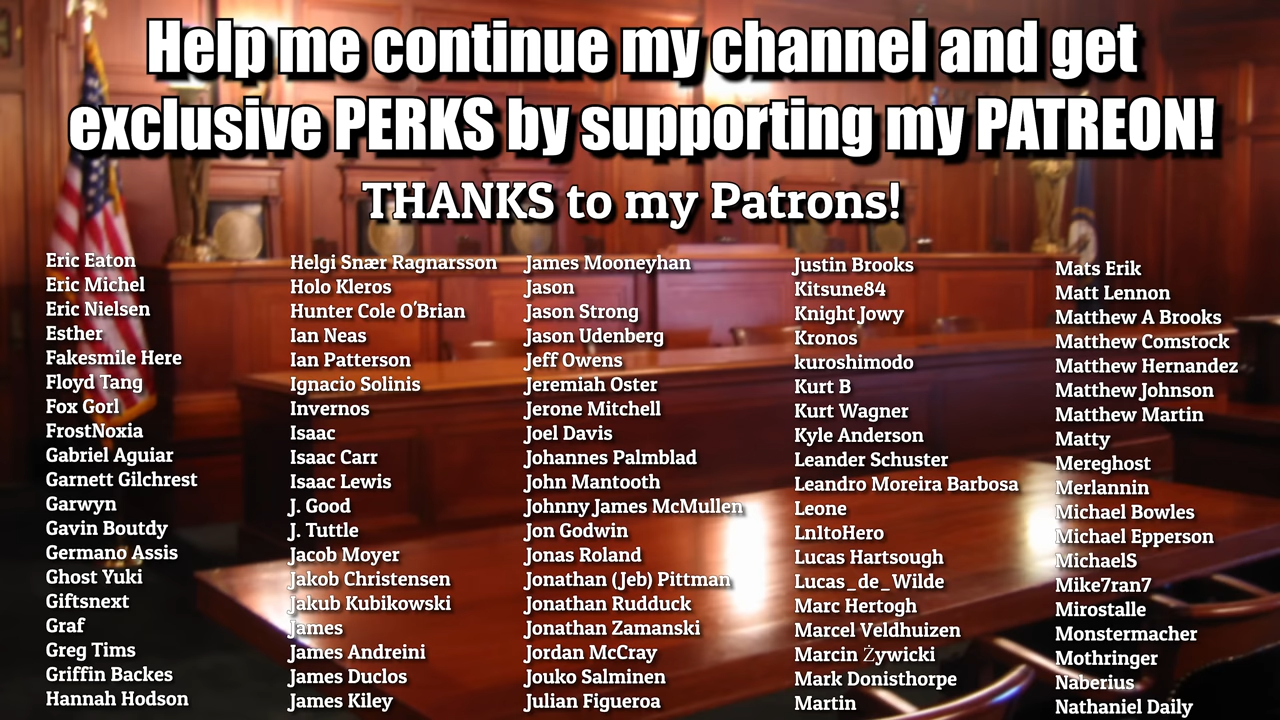 Help me continue my channel and get
exclusive PERKS by supporting my PATREON!
THANKS to my Patrons!
Eric Eaton
Eric Michel
Eric Nielsen
Esther
Fakesmile Here
Floyd Tang
Fox Gorl
FrostNoxia
Gabriel Aguiar
Garnett Gilchrest
Garwyn
Gavin Boutdy
Germano Assis
Ghost Yuki
Giftsnext
Graf
Greg Tims
Griffin Backes
Hannah Hodson
Helgi Snær Ragnarsson
Holo Kleros
Hunter Cole O'Brian
Ian Neas
Ian Patterson
Ignacio Solinis
Invernos
Isaac
Isaac Carr
Isaac Lewis
J. Good
J. Tuttle
Jacob Moyer
Jakob Christensen
Jakub Kubikowski
James
James Andreini
James Duclos
James Kiley
James Mooneyhan
Jason
Jason Strong
Jason Udenberg
Jeff Owens
Jeremiah Oster
Jerone Mitchell
Joel Davis
Johannes Palmblad
John Mantooth
Johnny James McMullen
Jon Godwin
Jonas Roland
Jonathan (Jeb) Pittman
Jonathan Rudduck
Jonathan Zamanski
Jordan McCray
Jouko Salminen
Julian Figueroa
Justin Brooks
Kitsune84
Knight Jowy
Kronos
kuroshimodo
Kurt B
Kurt Wagner
Kyle Anderson
Leander Schuster
Leandro Moreira Barbosa
Leone
Ln1toHero
Lucas Hartsough
Lucas_de_Wilde
Marc Hertogh
Marcel Veldhuizen
Marcin Żywicki
Mark Donisthorpe
Martin
Mats Erik
Matt Lennon
Matthew A Brooks
Matthew Comstock
Matthew Hernandez
Matthew Johnson
Matthew Martin
Matty
Mereghost
Merlannin
Michael Bowles
Michael Epperson
MichaelS
Mike7ran7
Mirostalle
Monstermacher
Mothringer
Naberius
Nathaniel Daily